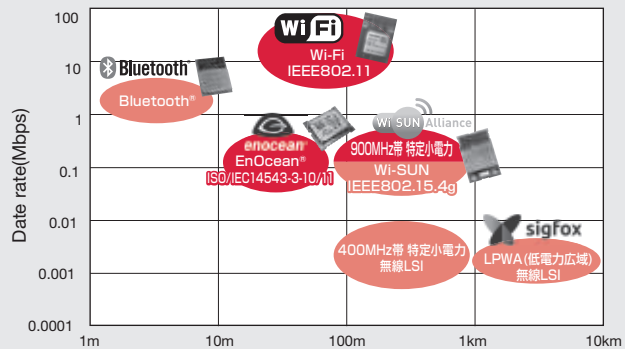 Date rate(Mbps)
100
10
1
0.1
0.01
0.001
0.0001
1m
10m
100m
1km
10km
Wi Fi
Wi-Fi
IEEE802.11
Bluetooth®
Bluetooth®
enocean®
EnOcean®
ISO/IEC14543-3-10/11
Wi SUN Alliance
900MHz帯 特定小電力
Wi-SUN
IEEE802.15.4g
400MHz帯 特定小電力
無線LSI
sigfox
LPWA(低電力広域)
無線LSI